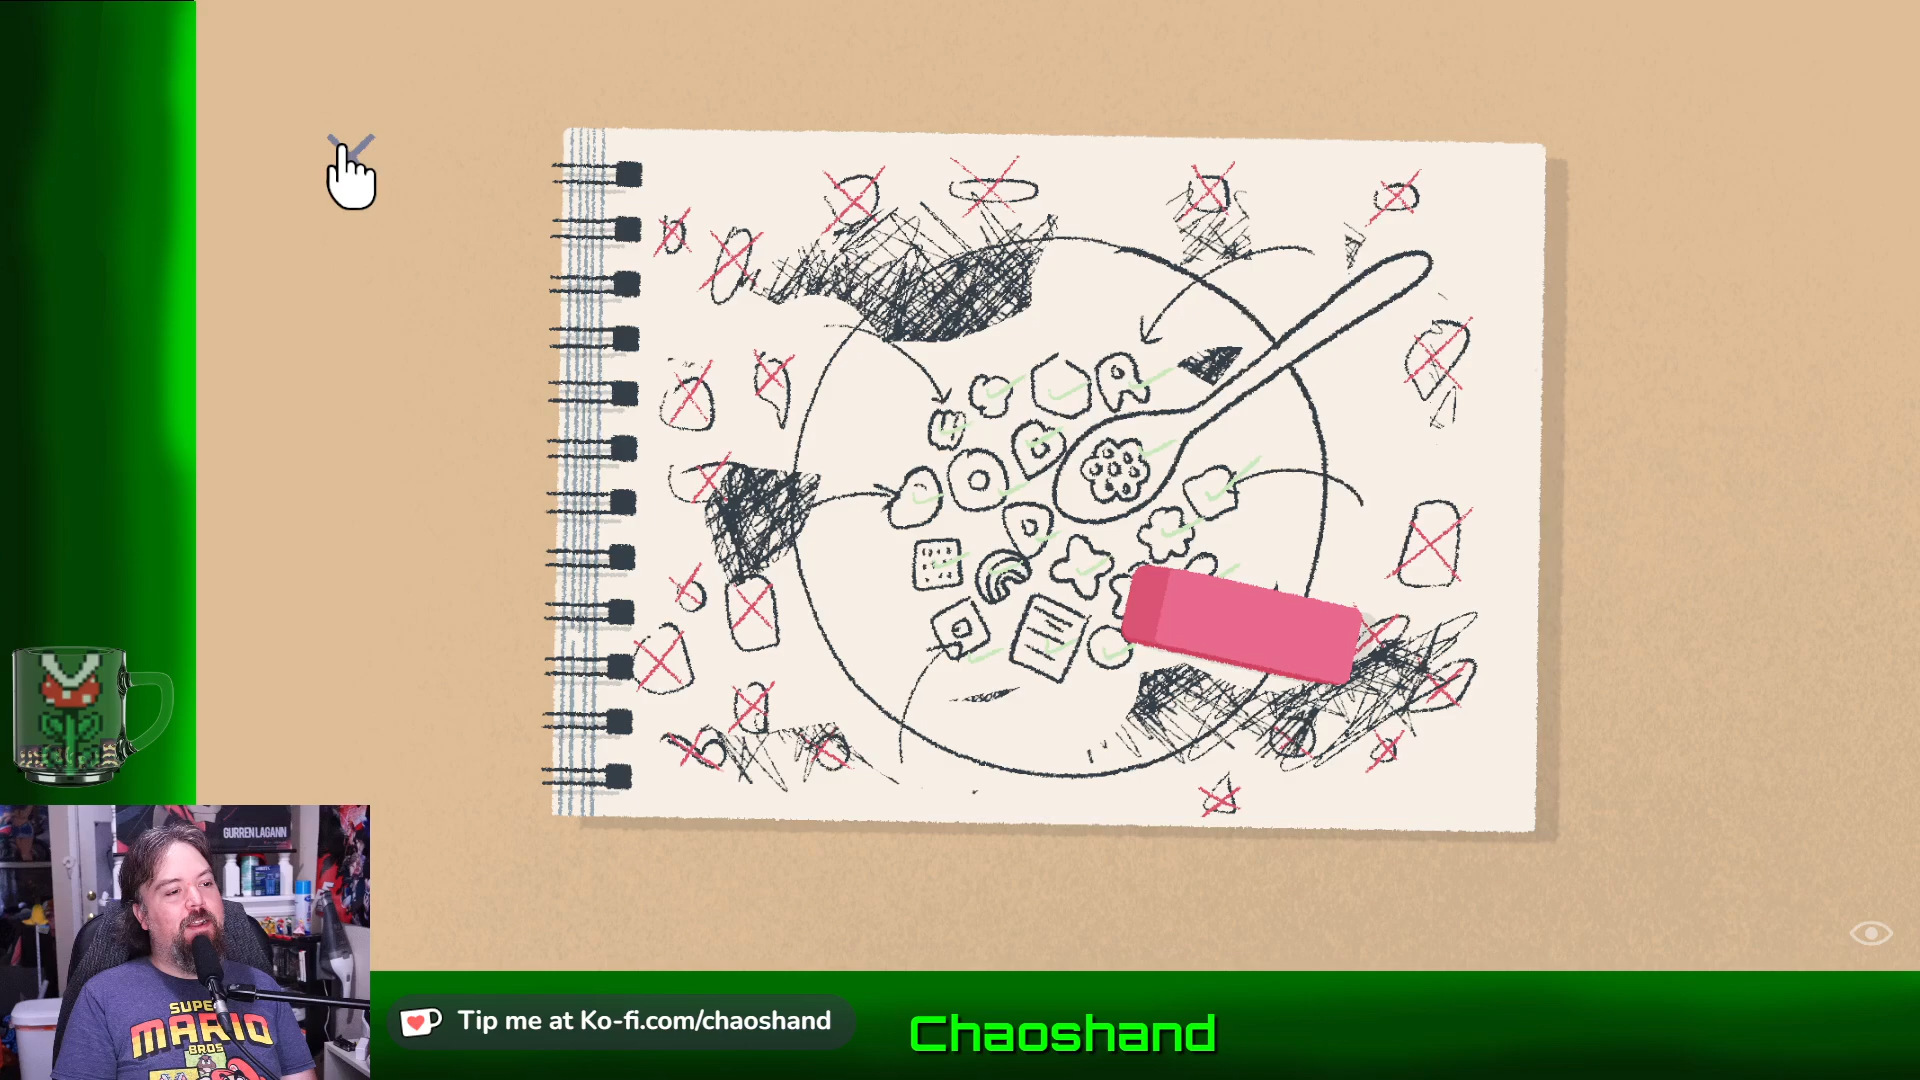 GURREN LAGANN
SUPER
MARIO
BROS
Tip me at Ko-fi.com/chaoshand
Chaoshand